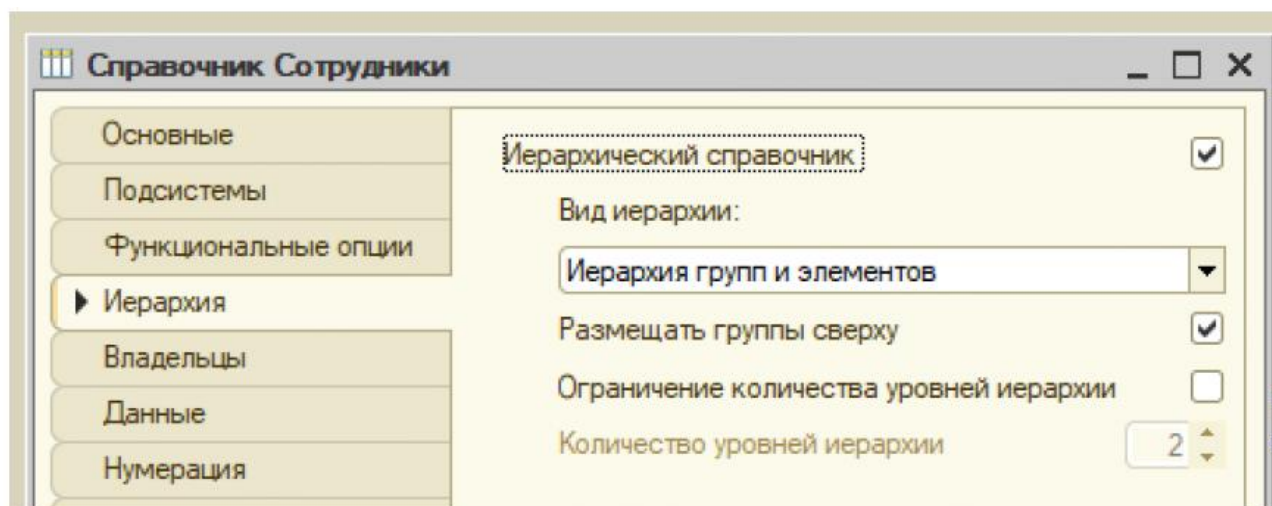 Справочник Сотрудники
Основные
Подсистемы
Функциональные опции
Иерархия
Владельцы
Данные
Нумерация
Иерархический справочник
Вид иерархии:
Иерархия групп и элементов
Размещать группы сверху
Ограничение количества уровней иерархии
Количество уровней иерархии 2